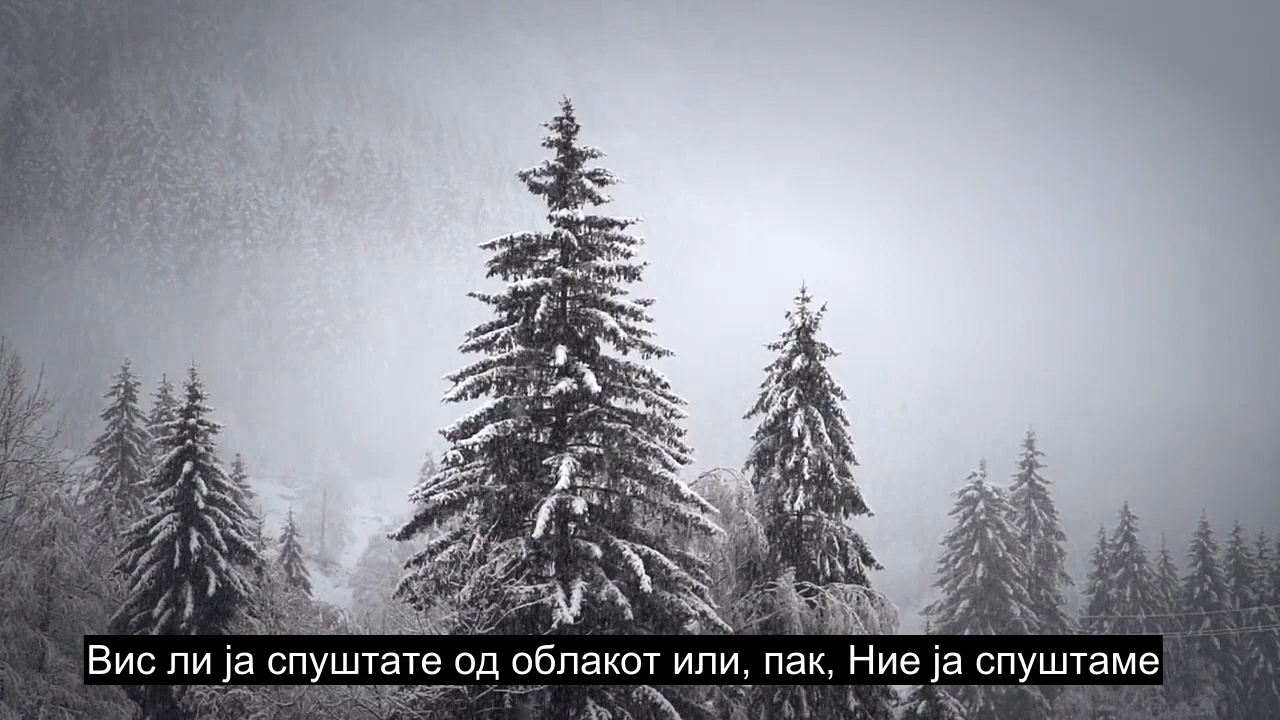 Вис ли ја спуштате од облакот или, пак, Ние ја спуштаме